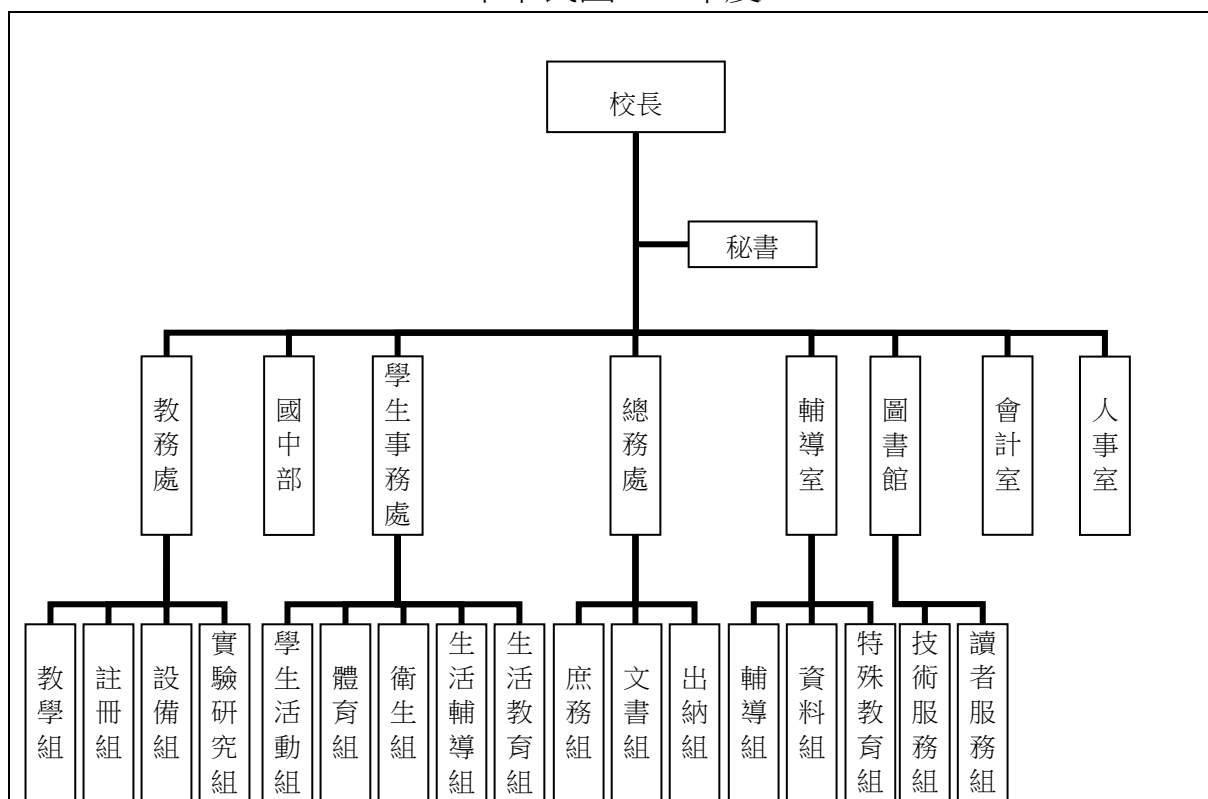 校長
秘書
教務處
國中部
學生事務處
總務處
輔導室
圖書館
會計室
人事室
教學組
註冊組
設備組
實驗研究組
學生活動組
體育組
衛生組
生活輔導組
生活教育組
庶務組
文書組
出納組
輔導組
資料組
特殊教育組
技術服務組
讀者服務組